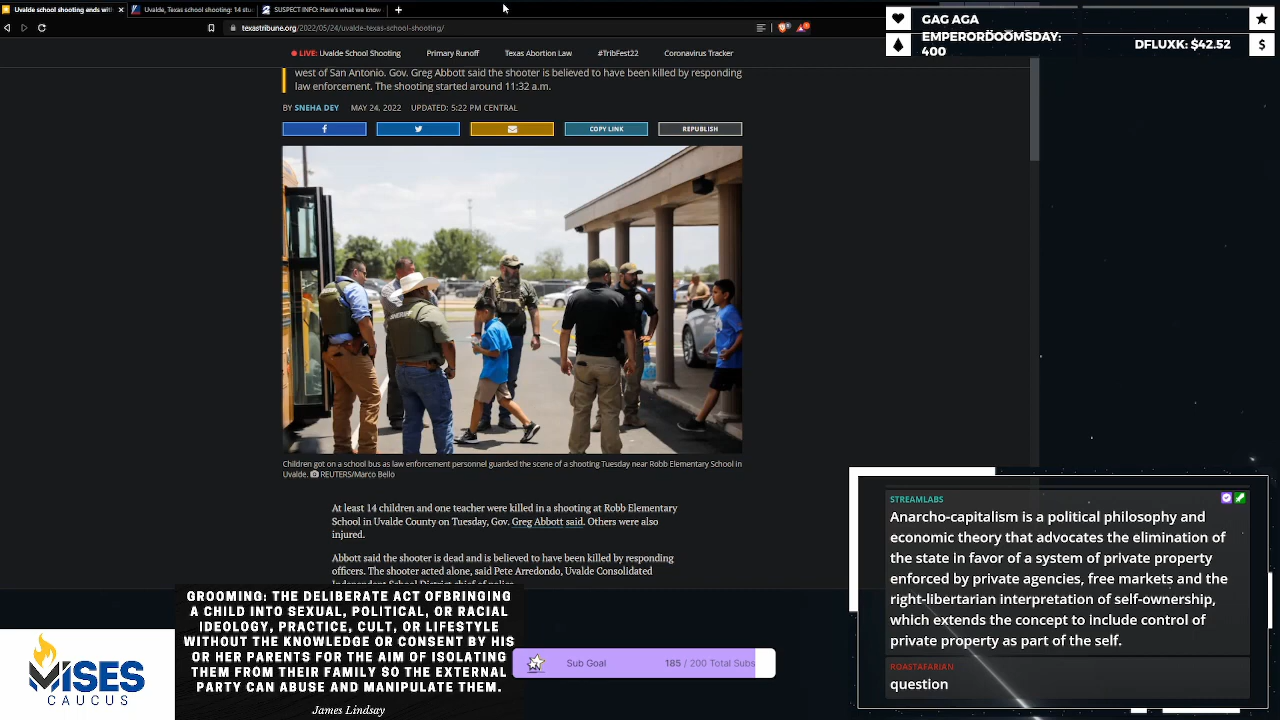 Uvalde school shooting ends wit
Uvalde, Texas school shooting: 14 stu
SUSPECT INFO: Here's what we know
texastribune.org/2022/05/24/uvalde-texas-school-shooting/
LIVE: Uvalde School Shooting
Primary Runoff
Texas Abortion Law
#TribFest22
Coronavirus Tracker
west of San Antonio. Gov. Greg Abbott said the shooter is believed to have been killed by responding
law enforcement. The shooting started around 11:32 a.m.
BY SNEHA DEY MAY 24, 2022 UPDATED: 5:22 PM CENTRAL
COPY LINK
REPUBLISH
SHERIFF
Children got on a school bus as law enforcement personnel guarded the scene of a shooting Tuesday near Robb Elementary School in
Uvalde. REUTERS/Marco Bello
At least 14 children and one teacher were killed in a shooting at Robb Elementary
School in Uvalde County on Tuesday, Gov. Greg Abbott said. Others were also
injured.
Abbott said the shooter is dead and is believed to have been killed by responding
officers. The shooter acted alone, said Pete Arredondo, Uvalde Consolidated
Independent School District
GAG AGA
EMPERORDOOMSDAY:
400
DFLUXK: $42.52
$
STREAMLABS
Anarcho-capitalism is a political philosophy and
economic theory that advocates the elimination of
the state in favor of a system of private property
enforced by private agencies, free markets and the
right-libertarian interpretation of self-ownership,
which extends the concept to include control of
private property as part of the self.
ROASTAFARIAN
question
GROOMING: THE DELIBERATE ACT OFBRINGING
A CHILD INTO SEXUAL, POLITICAL, OR RACIAL
IDEOLOGY, PRACTICE, CULT, OR LIFESTYLE
WITHOUT THE KNOWLEDGE OR CONSENT BY HIS
OR HER PARENTS FOR THE AIM OF ISOLATING
THEM FROM THEIR FAMILY SO THE EXTERNAL
PARTY CAN ABUSE AND MANIPULATE THEM.
James Lindsay
MISES
CAUCUS
Sub Goal
185 / 200 Total Subs